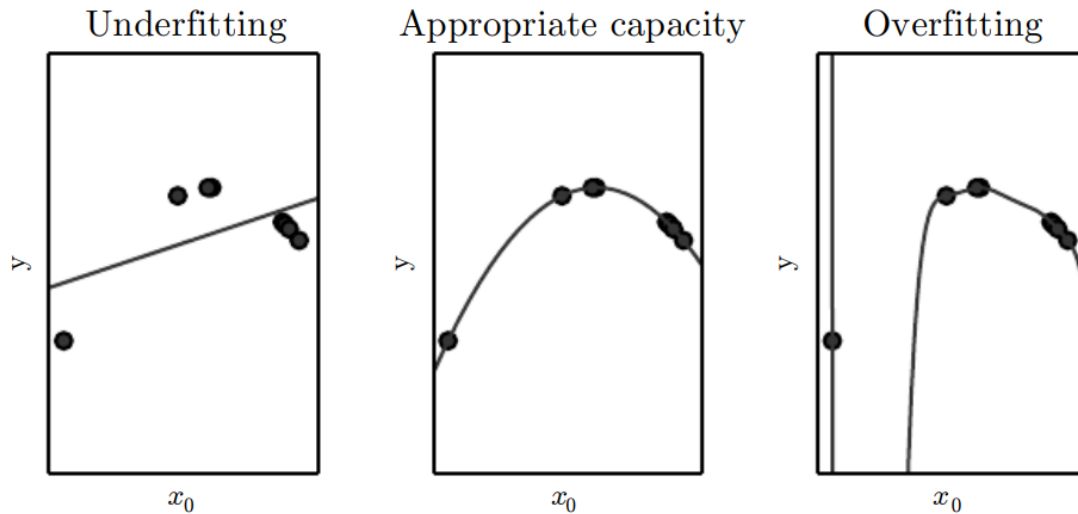 Underfitting
Appropriate capacity
Overfitting
y
y
y
x₀
x₀
x₀